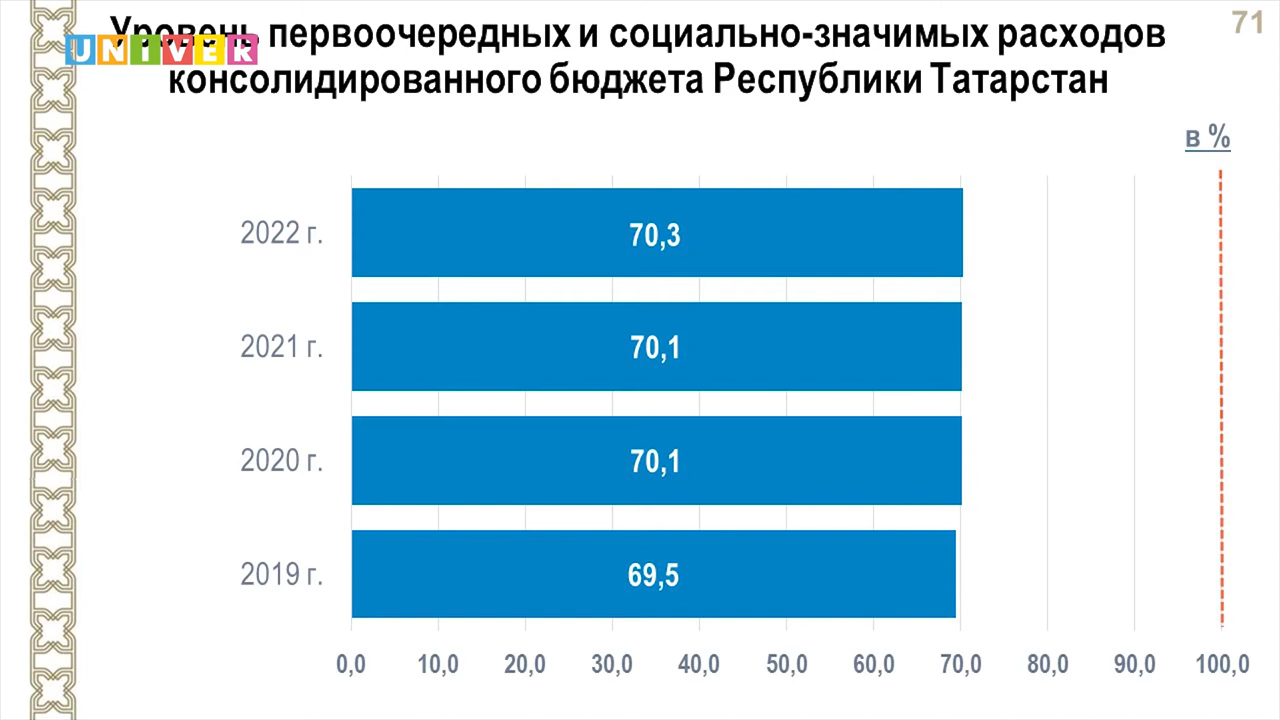 71
Уровень первоочередных и социально-значимых расходов
UNIVER
консолидированного бюджета Республики Татарстан
в %
2022 г.
70,3
2021 г.
70,1
2020 г.
70,1
2019 г.
69,5
0,0 10,0 20,0 30,0 40,0 50,0 60,0 70,0 80,0 90,0 100,0